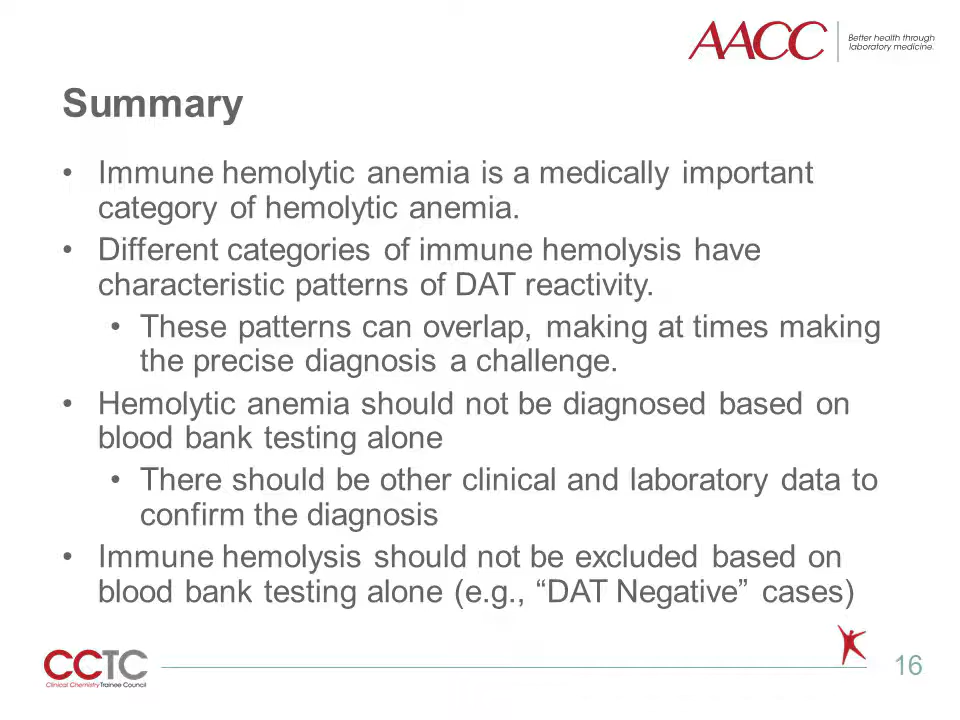 AACC
Better health through
laboratory medicine.
Summary
• Immune hemolytic anemia is a medically important
category of hemolytic anemia.
• Different categories of immune hemolysis have
characteristic patterns of DAT reactivity.
• These patterns can overlap, making at times making
the precise diagnosis a challenge.
• Hemolytic anemia should not be diagnosed based on
blood bank testing alone
• There should be other clinical and laboratory data to
confirm the diagnosis
• Immune hemolysis should not be excluded based on
blood bank testing alone (e.g., “DAT Negative” cases)
CCTC
Clinical Chemistry Trainee Council
16